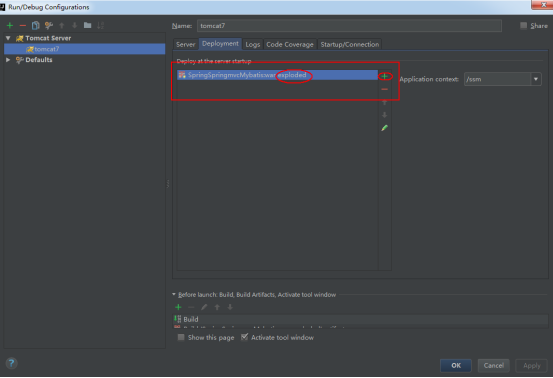 Run/Debug Configurations
Name: tomcat7
Share
Tomcat Server
tomcat7
Defaults
Server Deployment Logs Code Coverage Startup/Connection
Deploy at the server startup
exploded
Application context: /ssm
Before launch: Build, Build Artifacts, Activate tool window
Build
Show this page Activate tool window
OK Cancel Apply